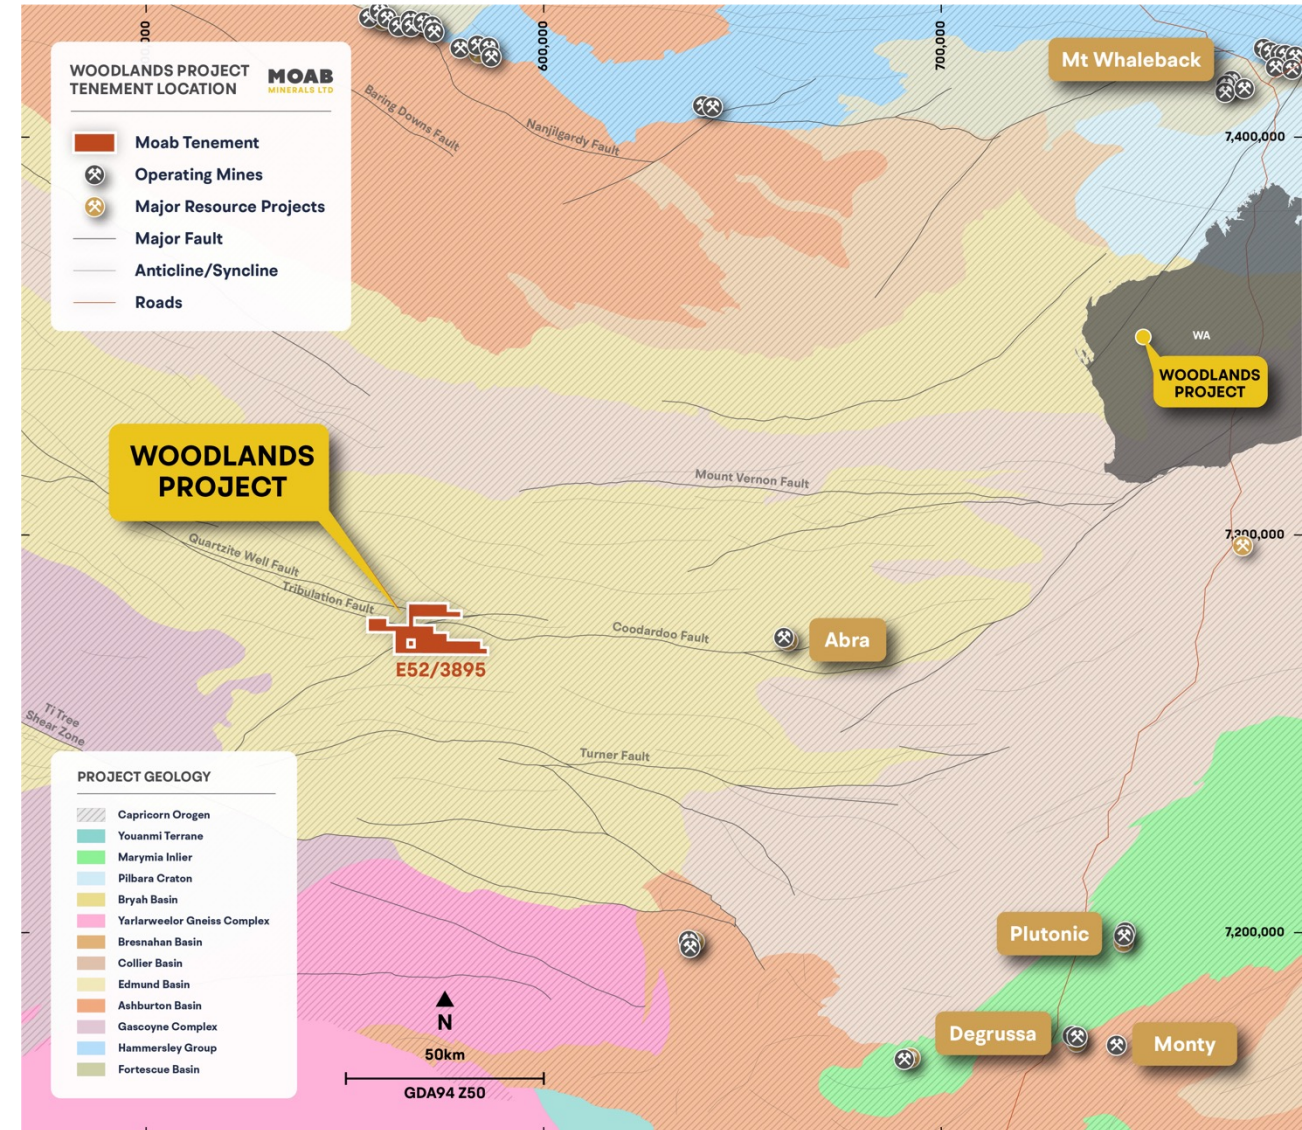 000
600,000
700,000
WOODLANDS PROJECT
TENEMENT LOCATION
MOAB
MINERALS LTD
Moab Tenement
Operating Mines
Major Resource Projects
Major Fault
Anticline/Syncline
Roads
Baring Downs Fault
Nanjilgardy Fault
Mt Whaleback
7,400,000
WA
WOODLANDS
PROJECT
WOODLANDS
PROJECT
Mount Vernon Fault
7,300,000
Quartzite Well Fault
Tribulation Fault
Coodardoo Fault
Abra
E52/3895
Ti Tree
Shear Zone
Turner Fault
PROJECT GEOLOGY
Capricorn Orogen
Youanmi Terrane
Marymia Inlier
Pilbara Craton
Bryah Basin
Yarlarweelor Gneiss Complex
Bresnahan Basin
Collier Basin
Edmund Basin
Ashburton Basin
Gascoyne Complex
Hammersley Group
Fortescue Basin
Plutonic
7,200,000
N
50km
GDA94 Z50
Degrussa
Monty